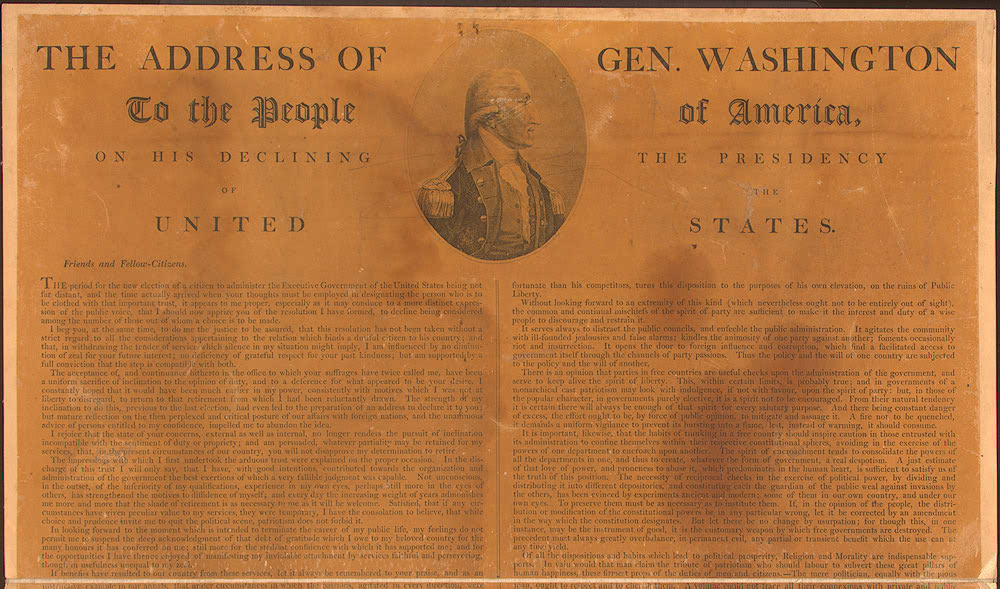 THE ADDRESS OF GEN. WASHINGTON
To the People of America,
ON HIS DECLINING THE PRESIDENCY
OF THE
UNITED STATES.
Friends and Fellow-Citizens.
THE period for the new election of a citizen to administer the Executive Government of the United States being not
far distant, and the time actually arrived when your thoughts must be employed in designating the person who is to
be clothed with that important trust, it appears to me proper, especially as it may conduce to a more distinct expres-
sion of the public voice, that I should now apprize you of the resolution I have formed, to decline being considered
among the number of those out of whom a choice is to be made.
I beg you, at the same time, to do me the justice to be assured, that this resolution has not been taken without a
strict regard to all the considerations appertaining to the relation which binds a dutiful citizen to his country; and
that, in withdrawing the tender of service which silence in my situation might imply, I am influenced by no diminu-
tion of zeal for your future interest; no deficiency of grateful respect for your past kindness; but am supported by a
full conviction that the step is compatible with both.
The acceptance of, and continuance hitherto in the office to which your suffrages have twice called me, have been
a uniform sacrifice of inclination to the opinion of duty, and to a deference for what appeared to be your desire. I
constantly hoped that it would have been much earlier in my power, consistently with motives which I was not at
liberty to disregard, to return to that retirement from which I had been reluctantly drawn. The strength of my
inclination to do this, previous to the last election, had even led to the preparation of an address to declare it to you;
but mature reflection on the then perplexed and critical posture of our affairs with foreign nations, and the unanimous
advice of persons entitled to my confidence, impelled me to abandon the idea.
I rejoice that the state of your concerns, external as well as internal, no longer renders the pursuit of inclination
incompatible with the sentiment of duty or propriety; and am persuaded, whatever partiality may be retained for my
services, that, in the present circumstances of our country, you will not disapprove my determination to retire.
The impressions with which I first undertook the arduous trust were explained on the proper occasion. In the dis-
charge of this trust I will only say, that I have, with good intentions, contributed towards the organization and
administration of the government the best exertions of which a very fallible judgment was capable. Not unconscious,
in the outset, of the inferiority of my qualifications, experience in my own eyes, perhaps still more in the eyes of
others, has strengthened the motives to diffidence of myself; and every day the increasing weight of years admonishes
me more and more that the shade of retirement is as necessary to me as it will be welcome. Satisfied, that if any cir-
cumstances have given peculiar value to my services, they were temporary, I have the consolation to believe, that while
choice and prudence invite me to quit the political scene, patriotism does not forbid it.
In looking forward to the moment which is intended to terminate the career of my public life, my feelings do not
permit me to suspend the deep acknowledgment of that debt of gratitude which I owe to my beloved country for the
many honours it has conferred on me; still more for the stedfast confidence with which it has supported me; and for
the opportunities I have thence enjoyed of manifesting my inviolable attachment by services faithful and persevering,
though in usefulness unequal to my zeal.
If benefits have resulted to our country from these services, let it always be remembered to your praise, and as an
fortunate than his competitors, turns this disposition to the purposes of his own elevation, on the ruins of Public
Liberty.
Without looking forward to an extremity of this kind (which nevertheless ought not to be entirely out of sight),
the common and continual mischiefs of the spirit of party are sufficient to make it the interest and duty of a wise
people to discourage and restrain it.
It serves always to distract the public councils, and enfeeble the public administration. It agitates the community
with ill-founded jealousies and false alarms; kindles the animosity of one party against another; foments occasionally
riot and insurrection. It opens the door to foreign influence and corruption, which find a facilitated access to
government itself through the channels of party passions. Thus the policy and the will of one country are subjected
to the policy and the will of another.
There is an opinion that parties in free countries are useful checks upon the administration of the government, and
serve to keep alive the spirit of liberty. This, within certain limits, is probably true; and in governments of a
monarchical cast patriotism may look with indulgence, if not with favour, upon the spirit of party; but, in those of
the popular character, in governments purely elective, it is a spirit not to be encouraged. From their natural tendency
it is certain there will always be enough of that spirit for every salutary purpose. And there being constant danger
of excess, the effort ought to be, by force of public opinion, to mitigate and assuage it. A fire not to be quenched,
it demands a uniform vigilance to prevent its bursting into a flame, lest, instead of warming, it should consume.
It is important, likewise, that the habits of thinking in a free country should inspire caution in those entrusted with
its administration to confine themselves within their respective constitutional spheres, avoiding in the exercise of the
powers of one department to encroach upon another. The spirit of encroachment tends to consolidate the powers of
all the departments in one, and thus to create, whatever the form of government, a real despotism. A just estimate
of that love of power, and proneness to abuse it, which predominates in the human heart, is sufficient to satisfy us of
the truth of this position. The necessity of reciprocal checks in the exercise of political power, by dividing and
distributing it into different depositories, and constituting each the guardian of the public weal against invasions by
the others, has been evinced by experiments ancient and modern; some of them in our own country, and under our
own eyes. To preserve them must be as necessary as to institute them. If, in the opinion of the people, the distri-
bution or modification of the constitutional powers be in any particular wrong, let it be corrected by an amendment
in the way which the constitution designates. But let there be no change by usurpation; for though this, in one
instance, may be the instrument of good, it is the customary weapon by which free governments are destroyed. The
precedent must always greatly overbalance, in permanent evil, any partial or transient benefit which the use can at
any time yield.
Of all the dispositions and habits which lead to political prosperity, Religion and Morality are indispensable sup-
ports. In vain would that man claim the tribute of patriotism who should labour to subvert these great pillars of
human happiness, these firmest props of the duties of men and citizens.—The mere politician, equally with the pious